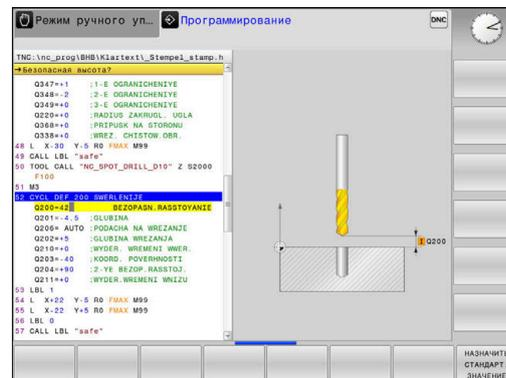 Режим ручного уп…
Программирование
DNC
TNC:\nc_prog\BHB\Klartext\_Stempel_stamp.h
→Безопасная высота?
Q347=+1 ;1-E OGRANICHENIYE
Q348=-2 ;2-E OGRANICHENIYE
Q349=+0 ;3-E OGRANICHENIYE
Q220=+0 ;RADIUS ZAKRUGL. UGLA
Q368=+0 ;PRIPUSK NA STORONU
Q338=+0 ;WREZ. CHISTOW.OBR.
48 L X-30 Y-5 R0 FMAX M99
49 CALL LBL "safe"
50 TOOL CALL "NC_SPOT_DRILL_D10" Z S2000
F100
51 M3
52 CYCL DEF 200 SWERLENIJE
Q200=42 BEZOPASN.RASSTOYANIE
Q201=-4.5 ;GLUBINA
Q206= AUTO ;PODACHA NA WREZANJE
Q202=+5 ;GLUBINA WREZANJA
Q210=+0 ;WYDER. WREMENI WWER.
Q203=-40 ;KOORD. POVERHNOSTI
Q204=+90 ;2-YE BEZOP.RASSTOJ.
Q211=+0 ;WYDER.WREMENI WNIZU
53 LBL 1
54 L X+22 Y-5 R0 FMAX M99
55 L X-22 Y+5 R0 FMAX M99
56 LBL 0
57 CALL LBL "safe"
Q200
НАЗНАЧИТЬ
СТАНДАРТ
ЗНАЧЕНИЕ